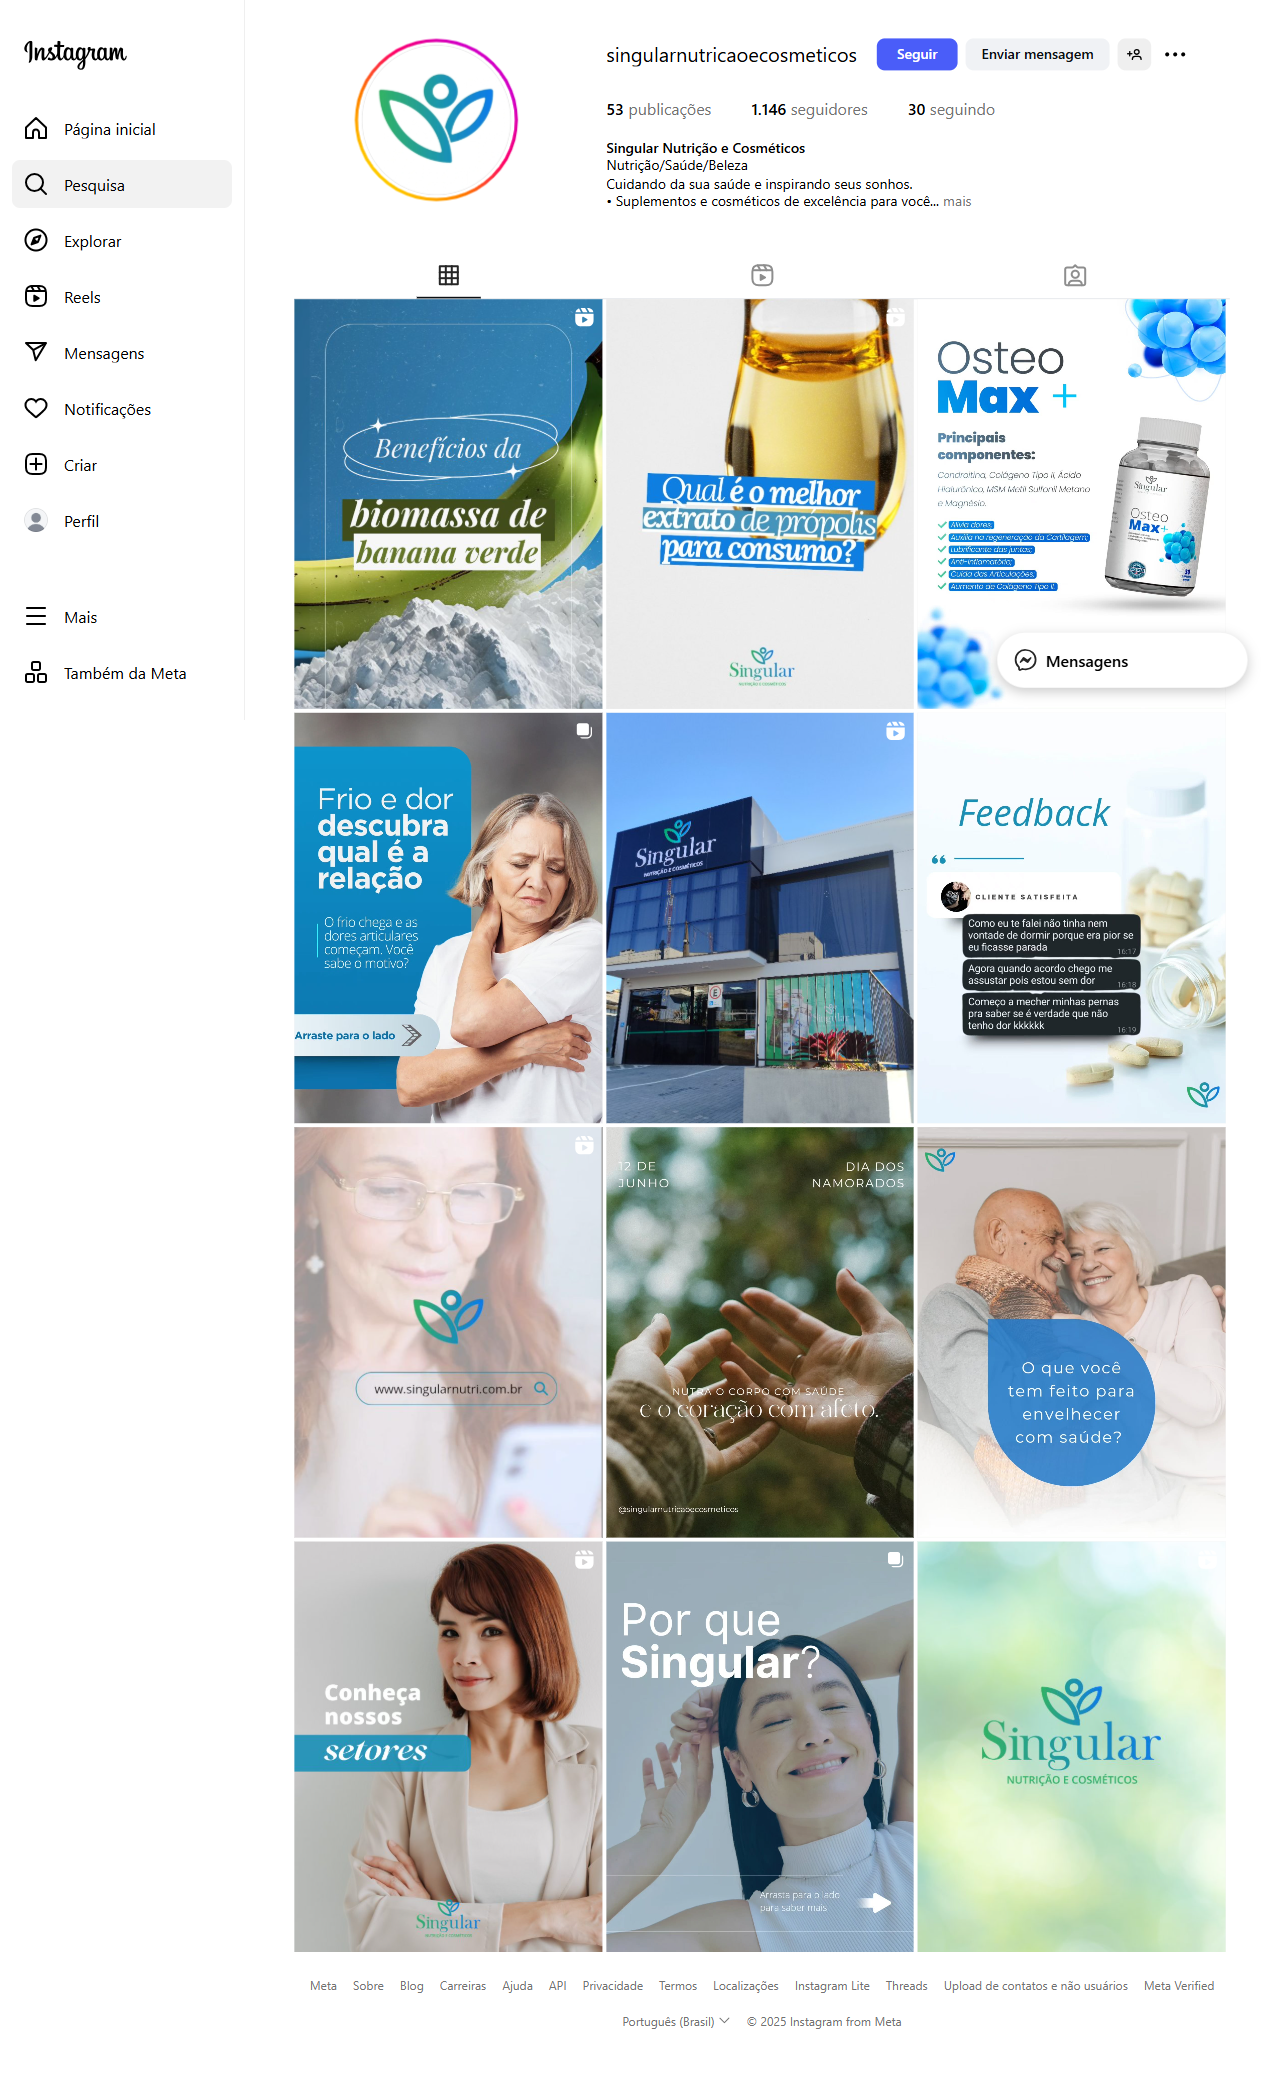 Instagram
Página inicial
Pesquisa
Explorar
Reels
Mensagens
Notificações
Criar
Perfil
Mais
Também da Meta
singularnutricaoecosmeticos
Seguir
Enviar mensagem
53 publicações
1.146 seguidores
30 seguindo
Singular Nutrição e Cosméticos
Nutrição/Saúde/Beleza
Cuidando da sua saúde e inspirando seus sonhos.
• Suplementos e cosméticos de excelência para você... mais
Benefícios da
biomassa de
banana verde
Qual é o melhor
extrato de própolis
para consumo?
Singular
NUTRIÇÃO E COSMÉTICOS
Osteo
Max +
Principais
componentes:
Condroitina, Colágeno Tipo II, Ácido
Hialurônico, MSM Metil Sulfonil Metano
e Magnésio.
Alivia dores;
Auxilia na regeneração da Cartilagem;
Lubrificante das juntas;
Anti-inflamatório;
Cuida das Articulações;
Aumento de Colágeno Tipo II.
Singular
Osteo
Max+
Mensagens
Frio e dor
descubra
qual é a
relação
O frio chega e as
dores articulares
começam. Você
sabe o motivo?
Arraste para o lado
Singular
NUTRIÇÃO E COSMÉTICOS
Feedback
“
CLIENTE SATISFEITA
Como eu te falei não tinha nem
vontade de dormir porque era pior se
eu ficasse parada
16:17
Agora quando acordo chego me
assustar pois estou sem dor
16:18
Começo a mecher minhas pernas
pra saber se é verdade que não
tenho dor kkkkkk
16:19
www.singularnutri.com.br
12 DE
JUNHO
DIA DOS
NAMORADOS
NUTRA O CORPO COM SAÚDE
e o coração com afeto.
@singularnutricaoecosmeticos
O que você
tem feito para
envelhecer
com saúde?
Conheça
nossos
setores
Singular
NUTRIÇÃO E COSMÉTICOS
Por que
Singular?
Arrasta para o lado
para saber mais
Singular
NUTRIÇÃO E COSMÉTICOS
Meta
Sobre
Blog
Carreiras
Ajuda
API
Privacidade
Termos
Localizações
Instagram Lite
Threads
Upload de contatos e não usuários
Meta Verified
Português (Brasil)
© 2025 Instagram from Meta